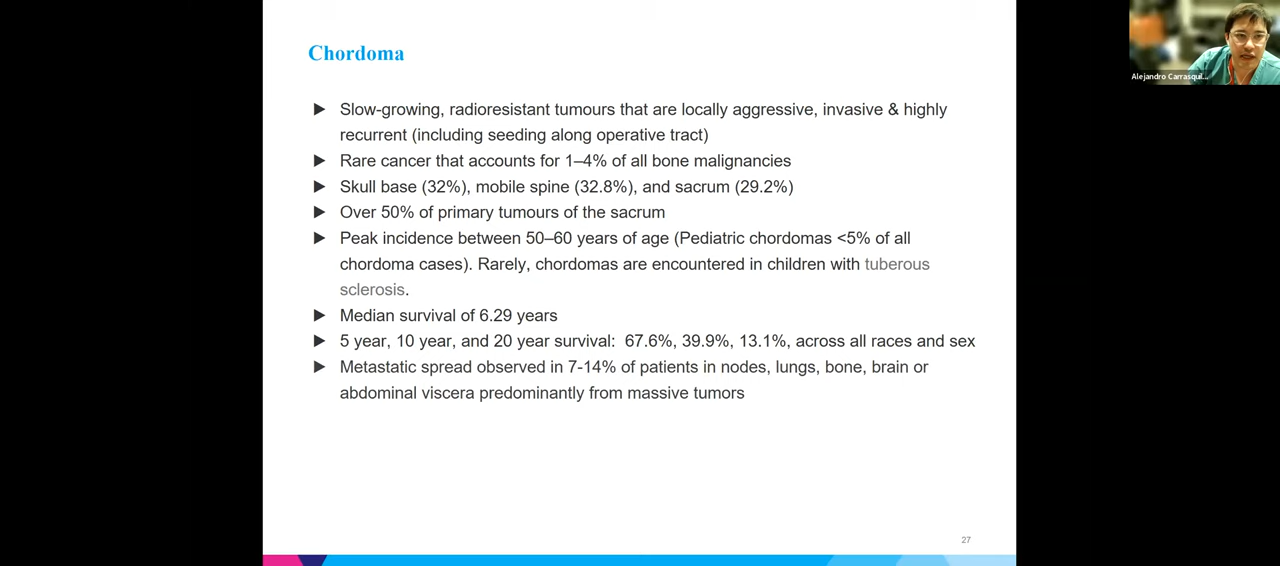 Chordoma
Alejandro Carrasqui...
▶ Slow-growing, radioresistant tumours that are locally aggressive, invasive & highly
recurrent (including seeding along operative tract)
▶ Rare cancer that accounts for 1–4% of all bone malignancies
▶ Skull base (32%), mobile spine (32.8%), and sacrum (29.2%)
▶ Over 50% of primary tumours of the sacrum
▶ Peak incidence between 50–60 years of age (Pediatric chordomas <5% of all
chordoma cases). Rarely, chordomas are encountered in children with tuberous
sclerosis.
▶ Median survival of 6.29 years
▶ 5 year, 10 year, and 20 year survival:  67.6%, 39.9%, 13.1%, across all races and sex
▶ Metastatic spread observed in 7-14% of patients in nodes, lungs, bone, brain or
abdominal viscera predominantly from massive tumors
27